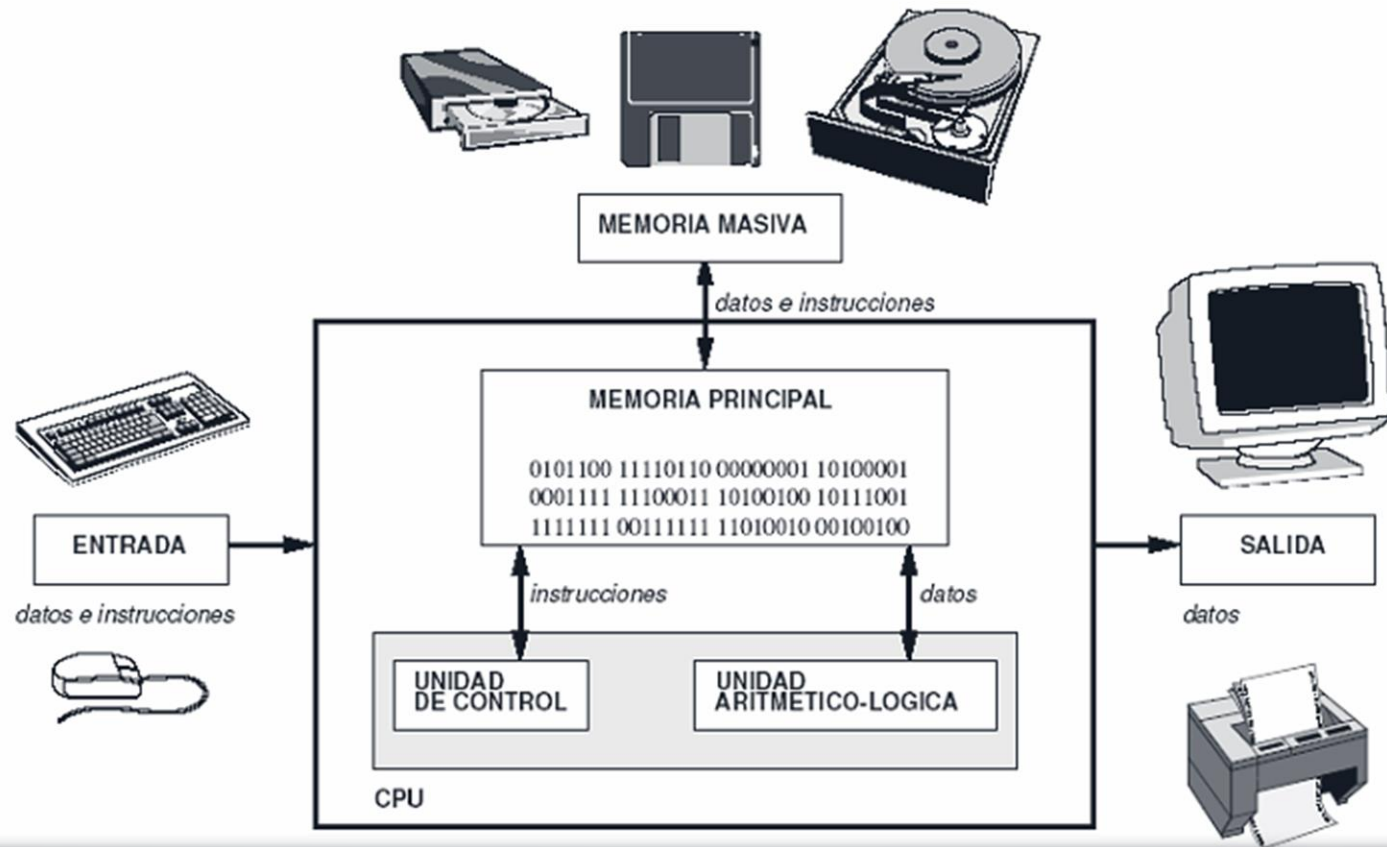 MEMORIA MASIVA
datos e instrucciones
MEMORIA PRINCIPAL
0101100 11110110 00000001 10100001
0001111 11100011 10100100 10111001
1111111 00111111 11010010 00100100
ENTRADA
datos e instrucciones
SALIDA
datos
instrucciones
datos
UNIDAD
DE CONTROL
UNIDAD
ARITMETICO-LOGICA
CPU